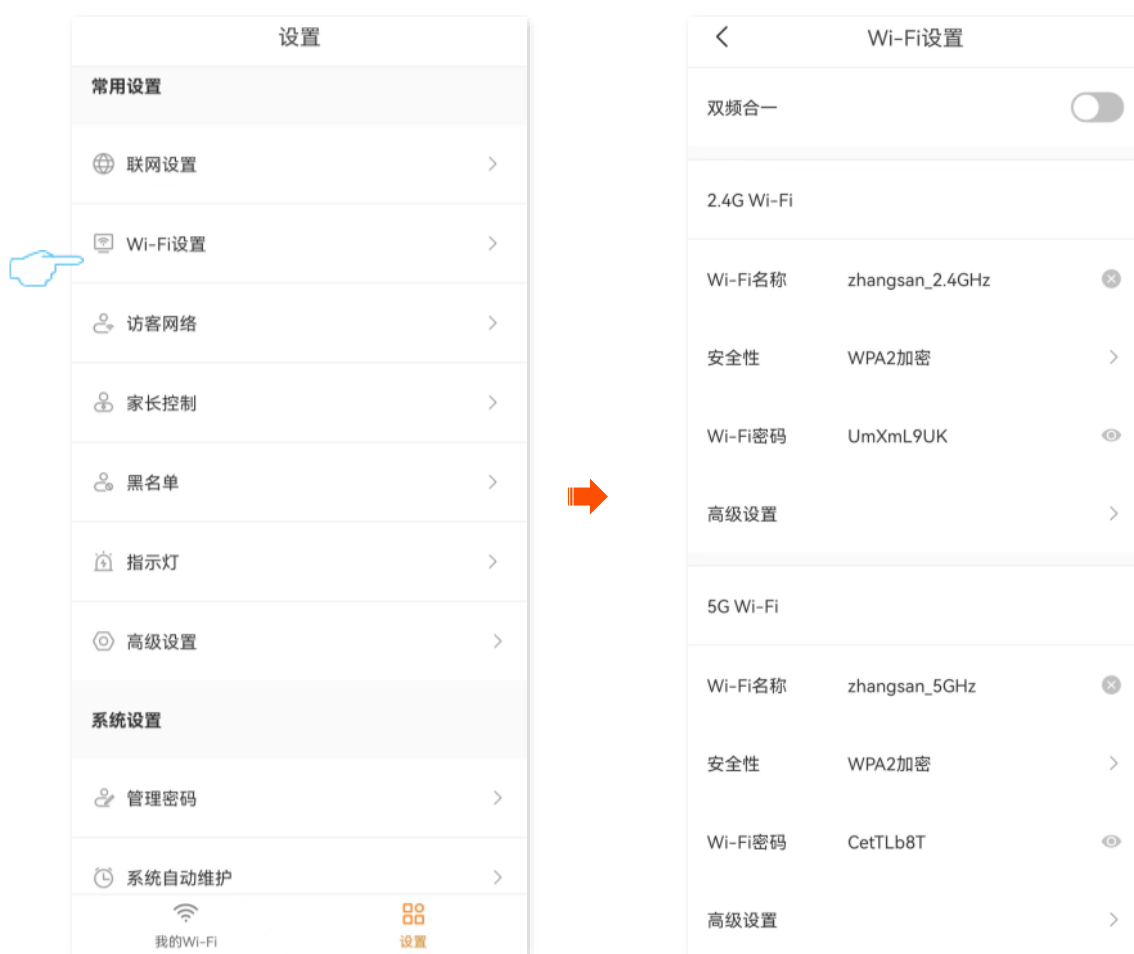 设置
常用设置
联网设置
Wi-Fi设置
访客网络
家长控制
黑名单
指示灯
高级设置
系统设置
管理密码
系统自动维护
我的Wi-Fi
设置
Wi-Fi设置
双频合一
2.4G Wi-Fi
Wi-Fi名称 zhangsan_2.4GHz
安全性 WPA2加密
Wi-Fi密码 UmXmL9UK
高级设置
5G Wi-Fi
Wi-Fi名称 zhangsan_5GHz
安全性 WPA2加密
Wi-Fi密码 CetTLb8T
高级设置